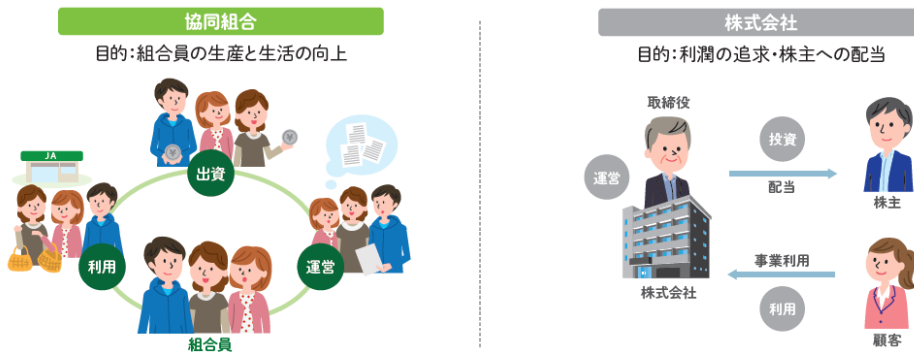 協同組合
目的:組合員の生産と生活の向上
出資
JA
利用
運営
組合員
株式会社
目的:利潤の追求・株主への配当
取締役
運営
投資
配当
株主
株式会社
事業利用
利用
顧客
¥
¥